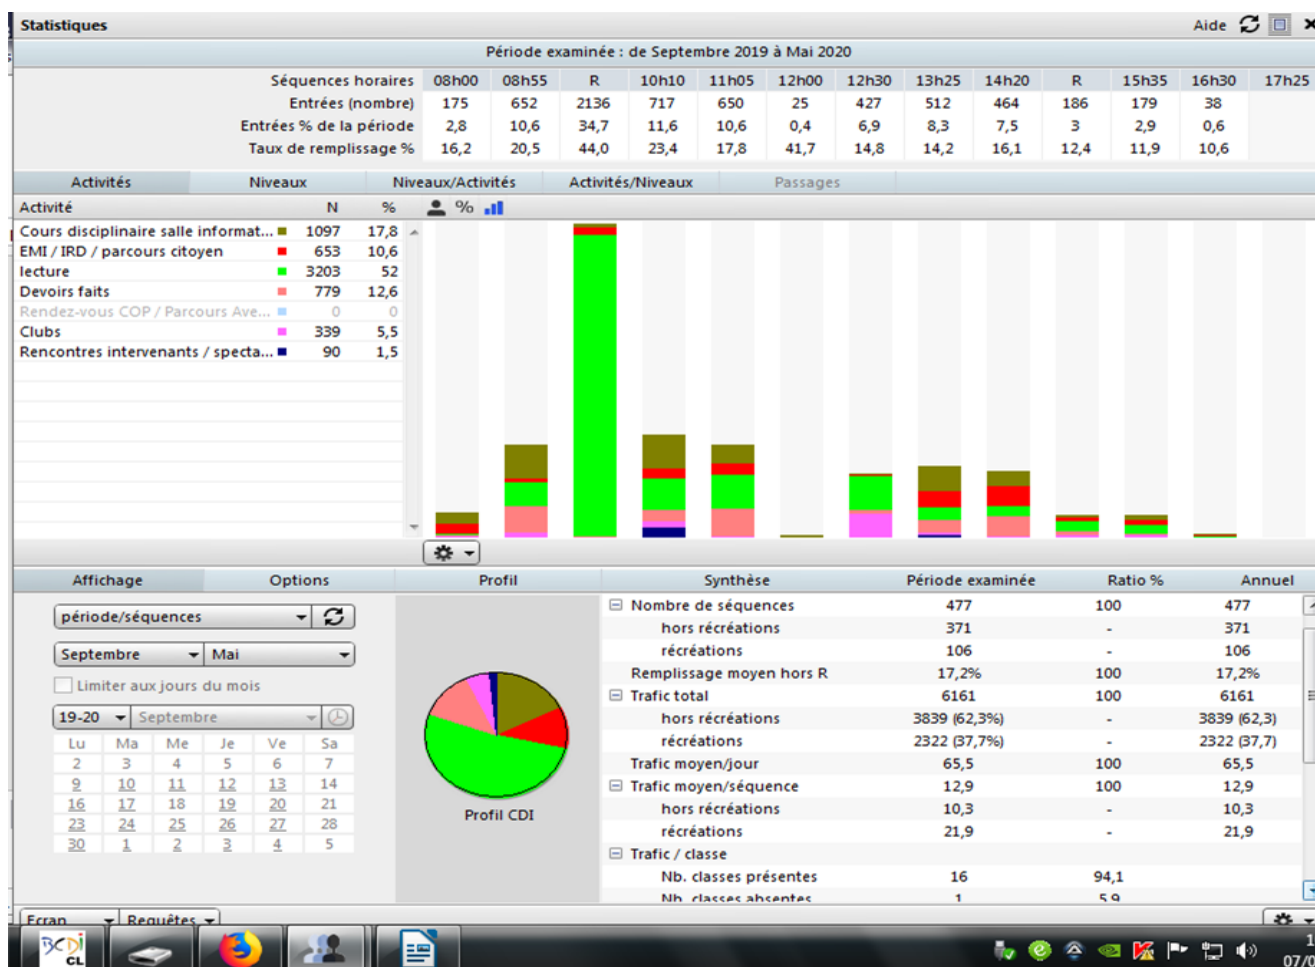 Statistiques Aide
Période examinée : de Septembre 2019 à Mai 2020
Séquences horaires 08h00 08h55 R 10h10 11h05 12h00 12h30 13h25 14h20 R 15h35 16h30 17h25
Entrées (nombre) 175 652 2136 717 650 25 427 512 464 186 179 38
Entrées % de la période 2,8 10,6 34,7 11,6 10,6 0,4 6,9 8,3 7,5 3 2,9 0,6
Taux de remplissage % 16,2 20,5 44,0 23,4 17,8 41,7 14,8 14,2 16,1 12,4 11,9 10,6
Activités Niveaux Niveaux/Activités Activités/Niveaux Passages
Activité N % %
Cours disciplinaire salle informat... 1097 17,8
EMI / IRD / parcours citoyen 653 10,6
lecture 3203 52
Devoirs faits 779 12,6
Rendez-vous COP / Parcours Ave... 0 0
Clubs 339 5,5
Rencontres intervenants / specta... 90 1,5
Affichage Options Profil Synthèse Période examinée Ratio % Annuel
période/séquences
Septembre Mai
Limiter aux jours du mois
19-20 Septembre
Lu Ma Me Je Ve Sa
2 3 4 5 6 7
9 10 11 12 13 14
16 17 18 19 20 21
23 24 25 26 27 28
30 1 2 3 4 5
Profil CDI
Nombre de séquences 477 100 477
hors récréations 371 - 371
récréations 106 - 106
Remplissage moyen hors R 17,2% 100 17,2%
Trafic total 6161 100 6161
hors récréations 3839 (62,3%) - 3839 (62,3)
récréations 2322 (37,7%) - 2322 (37,7)
Trafic moyen/jour 65,5 100 65,5
Trafic moyen/séquence 12,9 100 12,9
hors récréations 10,3 - 10,3
récréations 21,9 - 21,9
Trafic / classe
Nb. classes présentes 16 94,1
Nb. classes absentes 1 5,9
Ecran Requêtes
BCDI
CL
07/0